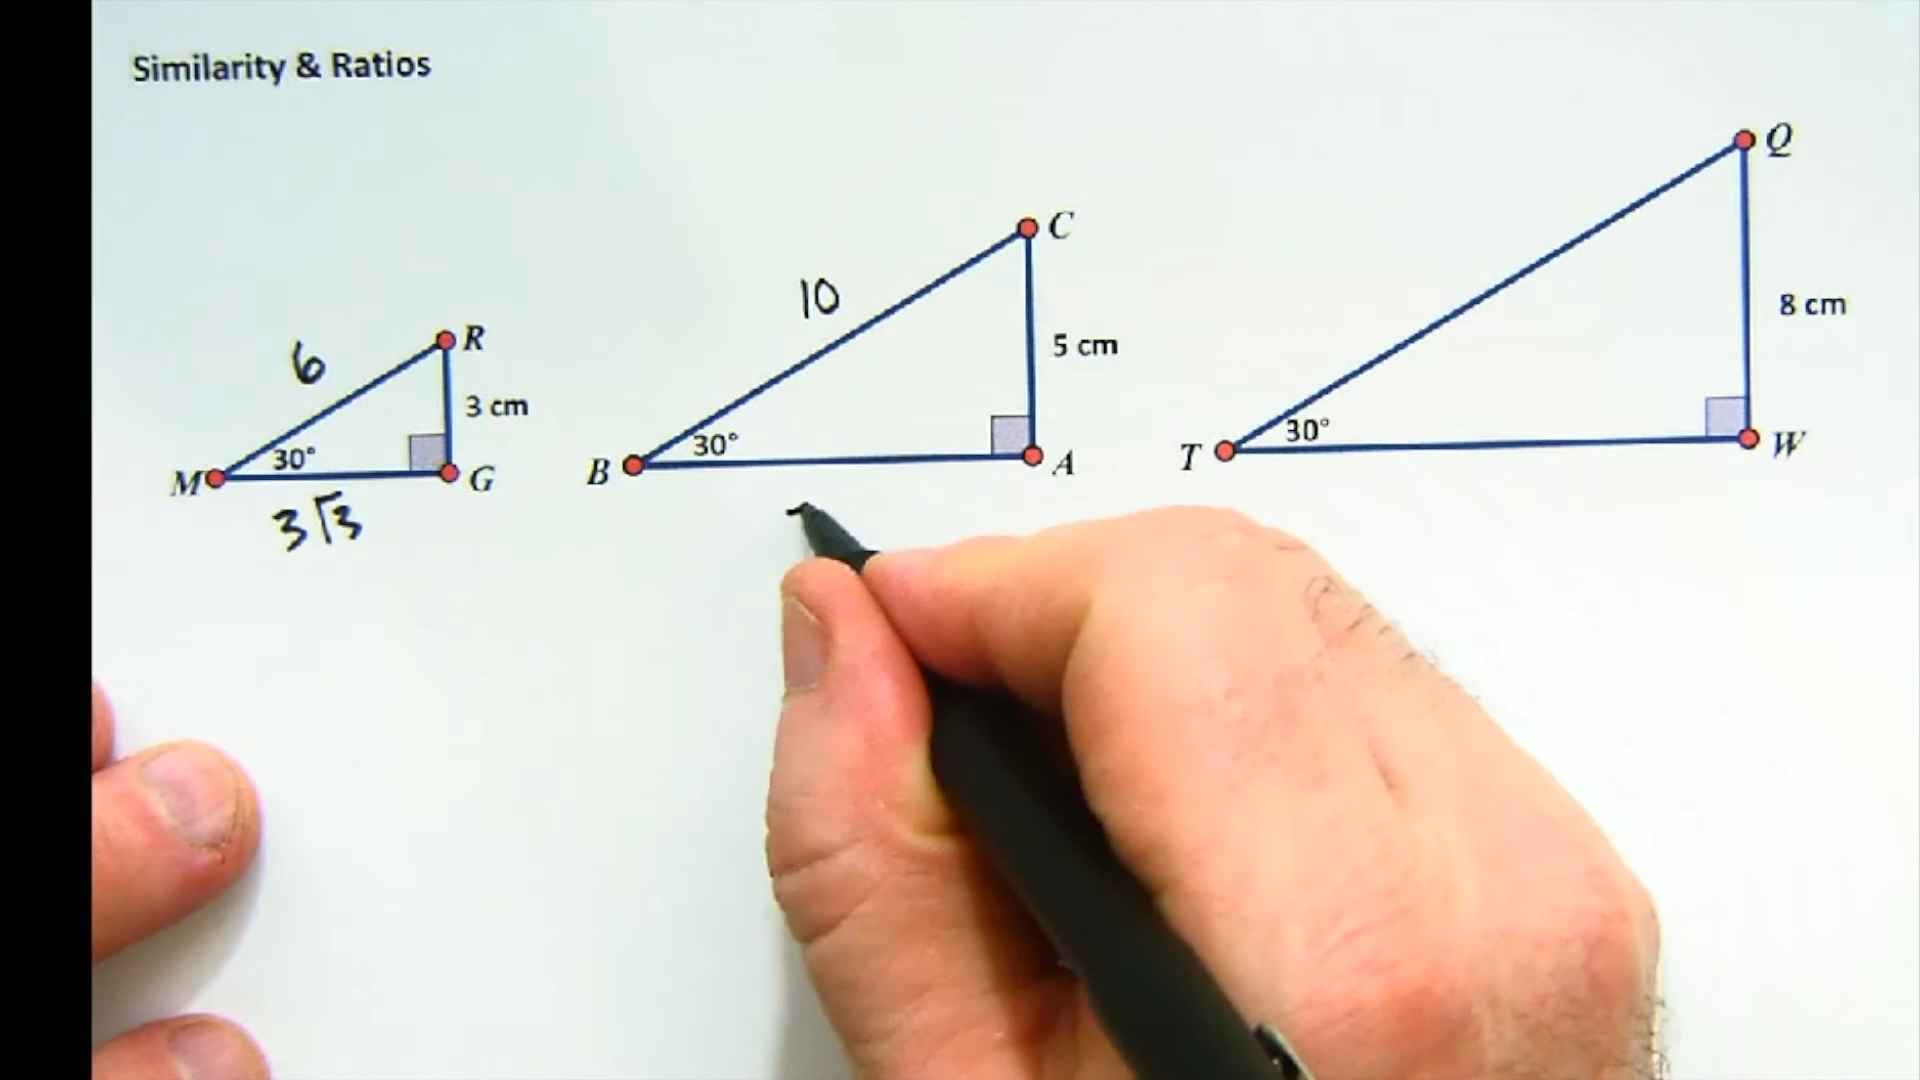 Similarity & Ratios
Q
C
10
8 cm
R
6
5 cm
3 cm
30°
30°
30°
M
G
B
A
T
W
3√3